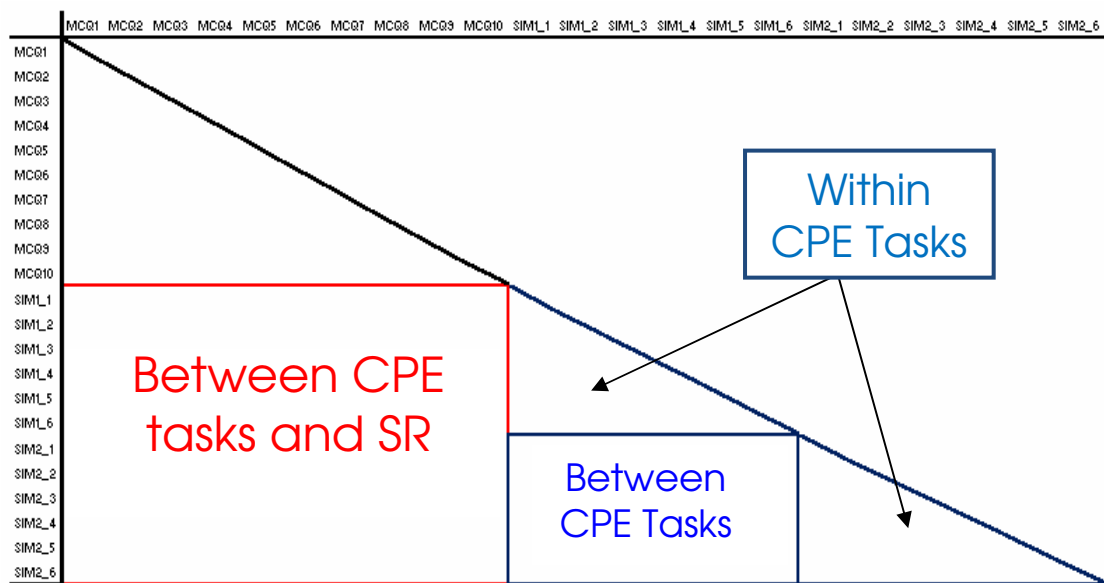 MCQ1 MCQ2 MCQ3 MCQ4 MCQ5 MCQ6 MCQ7 MCQ8 MCQ9 MCQ10 SIM1_1 SIM1_2 SIM1_3 SIM1_4 SIM1_5 SIM1_6 SIM2_1 SIM2_2 SIM2_3 SIM2_4 SIM2_5 SIM2_6
MCQ1
MCQ2
MCQ3
MCQ4
MCQ5
MCQ6
MCQ7
MCQ8
MCQ9
MCQ10
SIM1_1
SIM1_2
SIM1_3
SIM1_4
SIM1_5
SIM1_6
SIM2_1
SIM2_2
SIM2_3
SIM2_4
SIM2_5
SIM2_6
Within
CPE Tasks
Between CPE
tasks and SR
Between
CPE Tasks